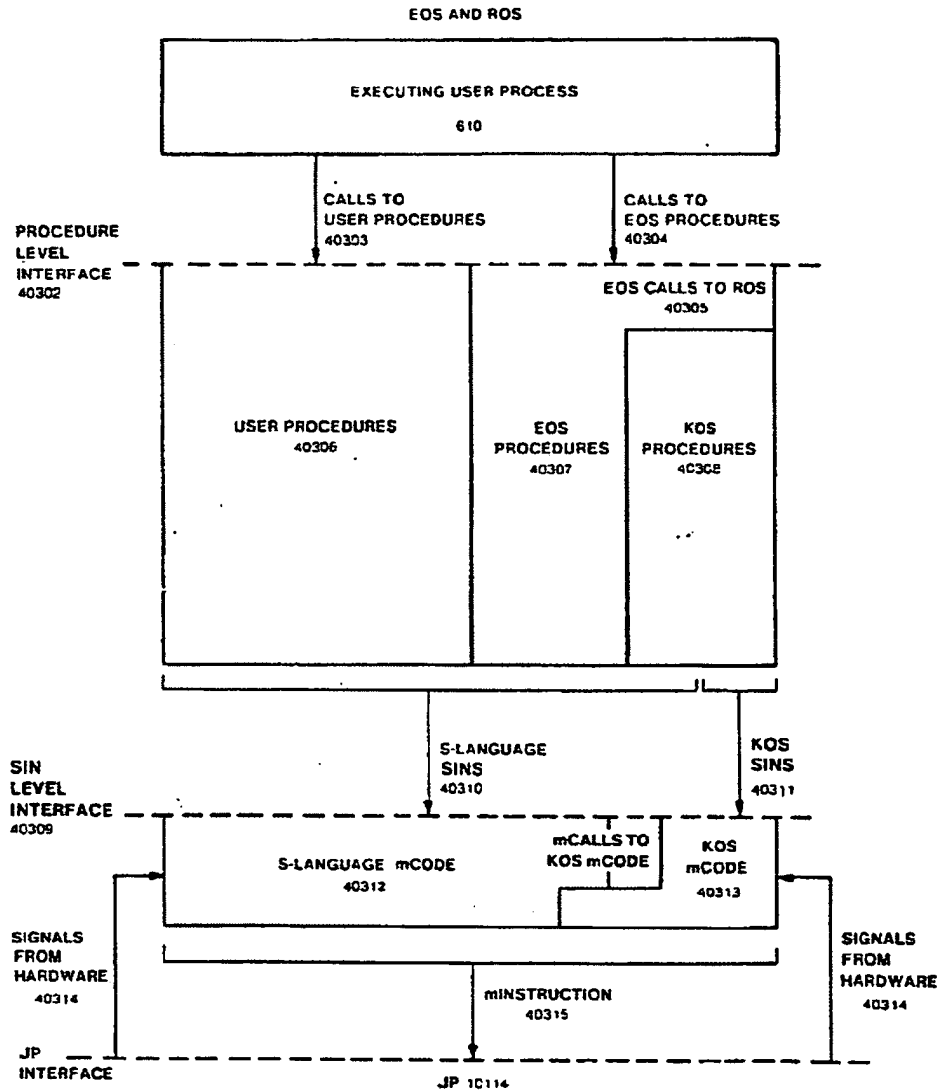 EOS AND ROS
EXECUTING USER PROCESS
610
CALLS TO
USER PROCEDURES
40303
CALLS TO
EOS PROCEDURES
40304
PROCEDURE
LEVEL
INTERFACE
40302
EOS CALLS TO ROS
40305
USER PROCEDURES
40306
EOS
PROCEDURES
40307
KOS
PROCEDURES
40308
S-LANGUAGE
SINS
40310
KOS
SINS
40311
SIN
LEVEL
INTERFACE
40309
S-LANGUAGE mCODE
40312
mCALLS TO
KOS mCODE
KOS
mCODE
40313
SIGNALS
FROM
HARDWARE
40314
mINSTRUCTION
40315
SIGNALS
FROM
HARDWARE
40314
JP
INTERFACE
JP 10114